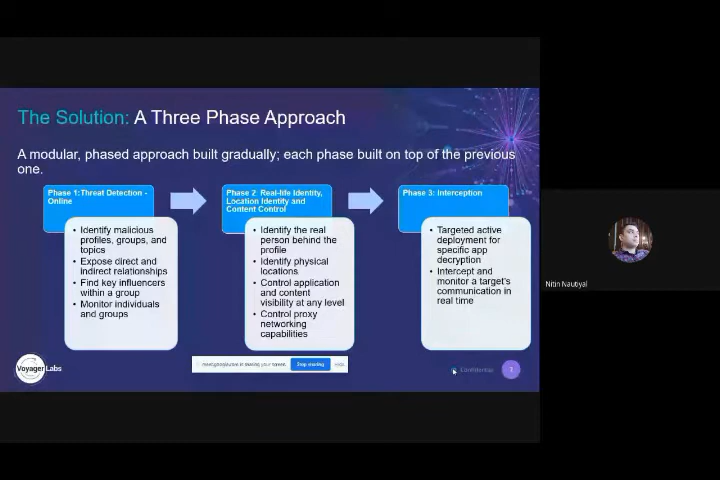 The Solution: A Three Phase Approach
A modular, phased approach built gradually; each phase built on top of the previous
one.
Phase 1:Threat Detection -
Online
• Identify malicious
profiles, groups, and
topics
• Expose direct and
indirect relationships
• Find key influencers
within a group
• Monitor individuals
and groups
Phase 2: Real-life Identity,
Location Identity and
Content Control
• Identify the real
person behind the
profile
• Identify physical
locations
• Control application
and content
visibility at any level
• Control proxy
networking
capabilities
Phase 3: Interception
• Targeted active
deployment for
specific app
decryption
• Intercept and
monitor a target's
communication in
real time
Voyager Labs
is sharing your screen.
Stop sharing
Hide
Confidential
Nitin Nautiyal